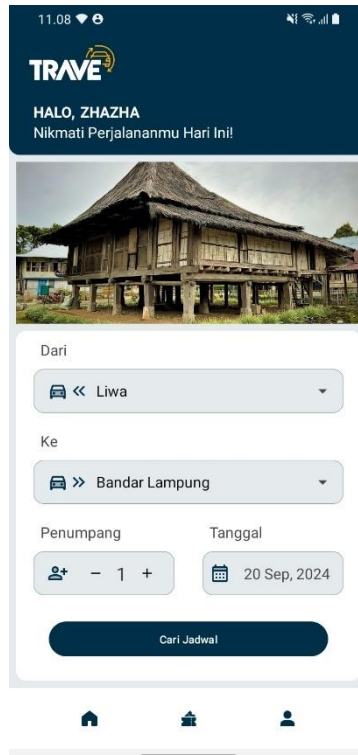 11.08
TRAVE
HALO, ZHAZHA
Nikmati Perjalananmu Hari Ini!
Dari
Liwa
Ke
Bandar Lampung
Penumpang
Tanggal
− 1 +
20 Sep, 2024
Cari Jadwal